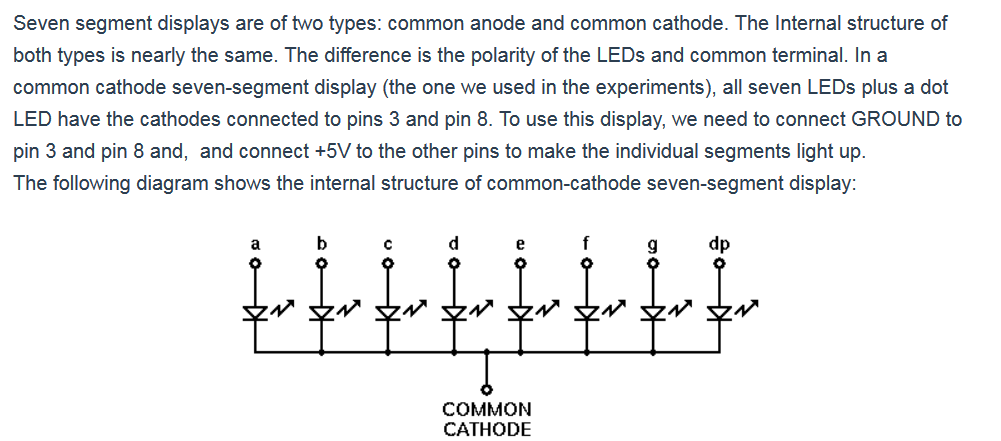 Seven segment displays are of two types: common anode and common cathode. The Internal structure of
both types is nearly the same. The difference is the polarity of the LEDs and common terminal. In a
common cathode seven-segment display (the one we used in the experiments), all seven LEDs plus a dot
LED have the cathodes connected to pins 3 and pin 8. To use this display, we need to connect GROUND to
pin 3 and pin 8 and,  and connect +5V to the other pins to make the individual segments light up.
The following diagram shows the internal structure of common-cathode seven-segment display:
a b c d e f g dp
COMMON
CATHODE